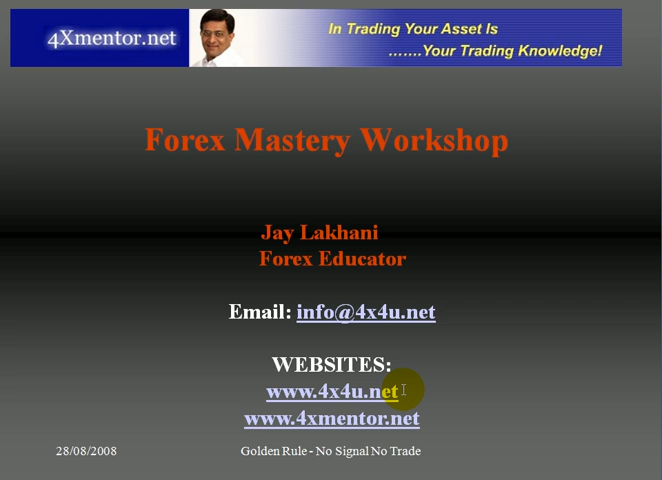 4Xmentor.net
In Trading Your Asset Is
.......Your Trading Knowledge!
Forex Mastery Workshop
Jay Lakhani
Forex Educator
Email: info@4x4u.net
WEBSITES:
www.4x4u.net
www.4xmentor.net
28/08/2008
Golden Rule - No Signal No Trade